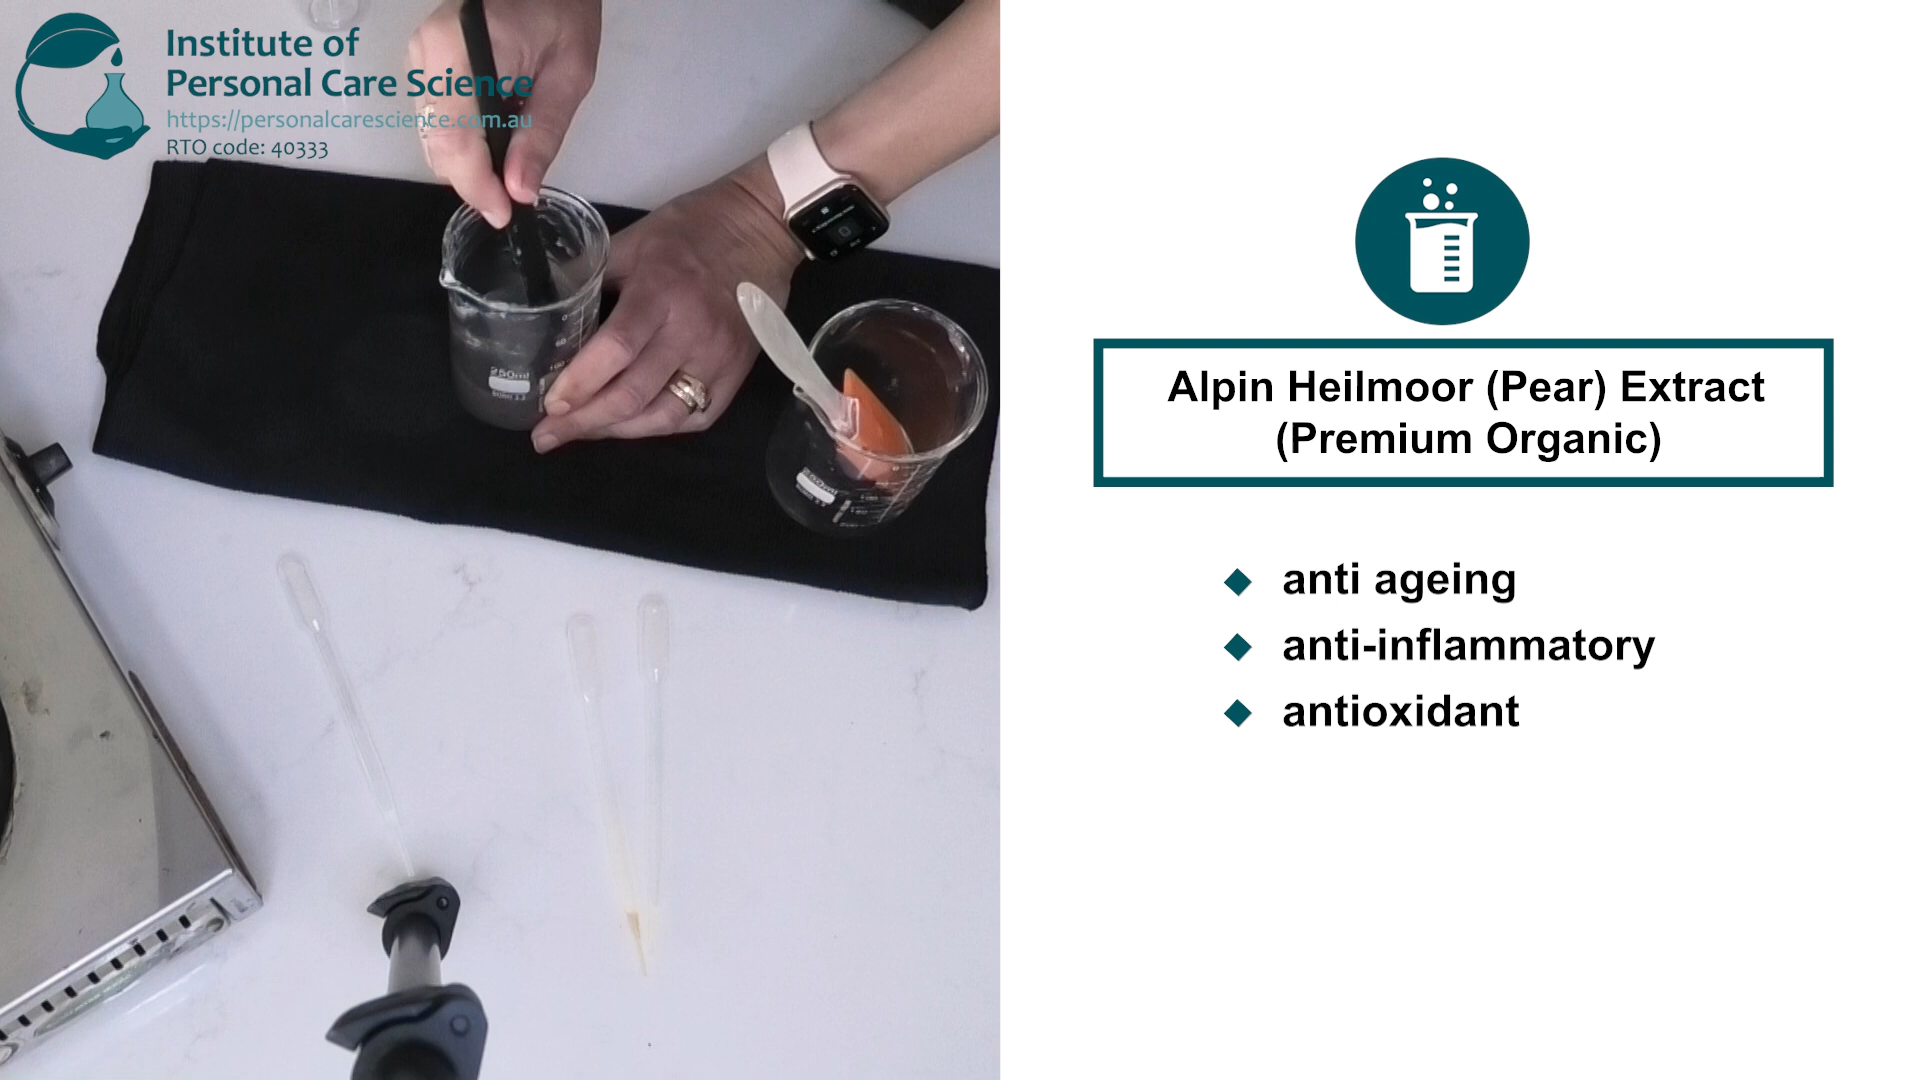 Institute of
Personal Care Science
https://personalcarescience.com.au
RTO code: 40333
250ml
Alpin Heilmoor (Pear) Extract
(Premium Organic)
anti ageing
anti-inflammatory
antioxidant